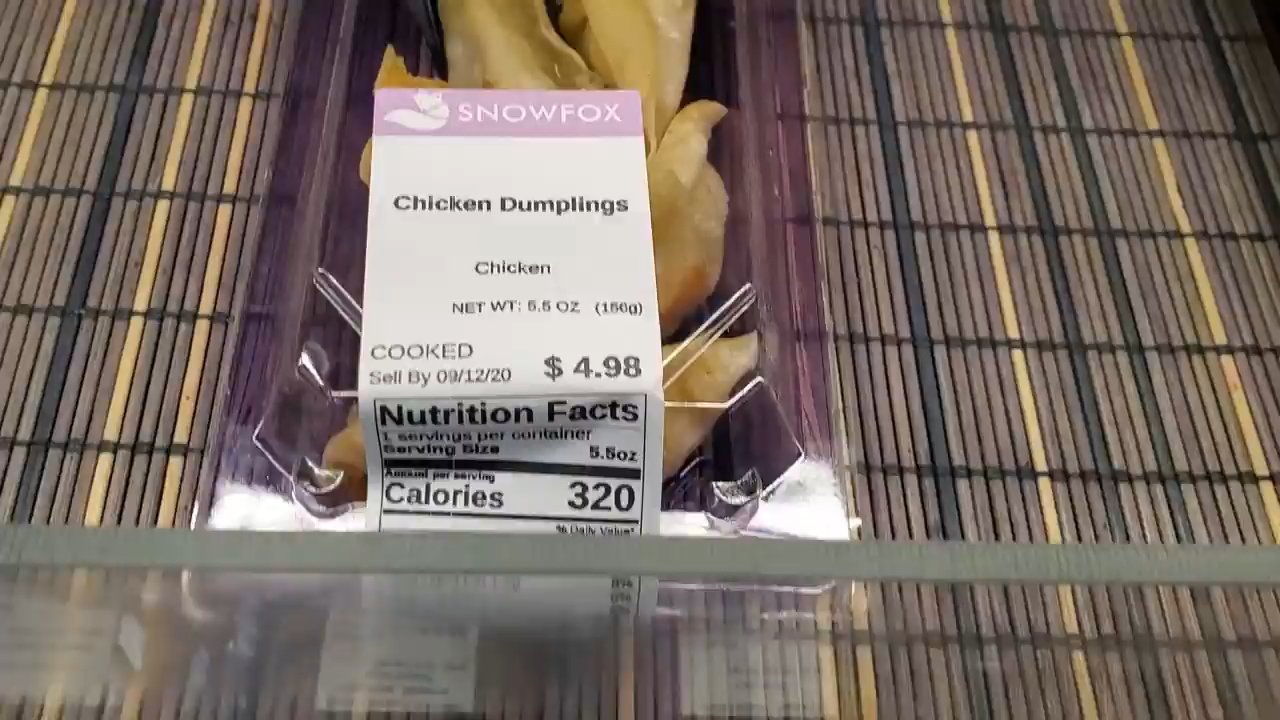 SNOWFOX
Chicken Dumplings
Chicken
NET WT: 5.5 OZ (156g)
COOKED
Sell By 09/12/20 $ 4.98
Nutrition Facts
1 servings per container
Serving Size 5.5oz
Amount per serving
Calories 320
% Daily Value*